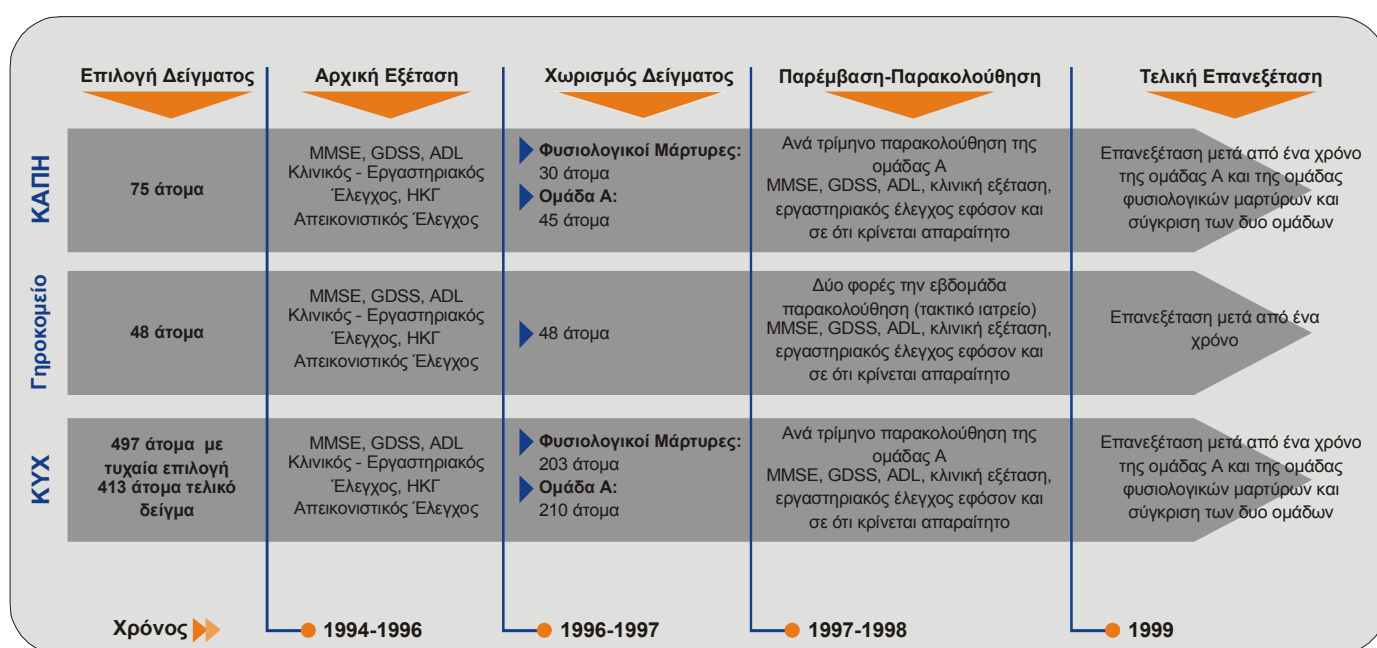 Επιλογή Δείγματος
Αρχική Εξέταση
Χωρισμός Δείγματος
Παρέμβαση-Παρακολούθηση
Τελική Επανεξέταση
ΚΑΠΗ
75 άτομα
MMSE, GDSS, ADL
Κλινικός - Εργαστηριακός
Έλεγχος, ΗΚΓ
Απεικονιστικός Έλεγχος
Φυσιολογικοί Μάρτυρες:
30 άτομα
Ομάδα Α:
45 άτομα
Ανά τρίμηνο παρακολούθηση της
ομάδας Α
MMSE, GDSS, ADL, κλινική εξέταση,
εργαστηριακός έλεγχος εφόσον και
σε ότι κρίνεται απαραίτητο
Επανεξέταση μετά από ένα χρόνο
της ομάδας Α και της ομάδας
φυσιολογικών μαρτύρων και
σύγκριση των δυο ομάδων
Γηροκομείο
48 άτομα
MMSE, GDSS, ADL
Κλινικός - Εργαστηριακός
Έλεγχος, ΗΚΓ
Απεικονιστικός Έλεγχος
48 άτομα
Δύο φορές την εβδομάδα
παρακολούθηση (τακτικό ιατρείο)
MMSE, GDSS, ADL, κλινική εξέταση,
εργαστηριακός έλεγχος εφόσον και
σε ότι κρίνεται απαραίτητο
Επανεξέταση μετά από ένα
χρόνο
ΚΥΧ
497 άτομα με
τυχαία επιλογή
413 άτομα τελικό
δείγμα
MMSE, GDSS, ADL
Κλινικός - Εργαστηριακός
Έλεγχος, ΗΚΓ
Απεικονιστικός Έλεγχος
Φυσιολογικοί Μάρτυρες:
203 άτομα
Ομάδα Α:
210 άτομα
Ανά τρίμηνο παρακολούθηση της
ομάδας Α
MMSE, GDSS, ADL, κλινική εξέταση,
εργαστηριακός έλεγχος εφόσον και
σε ότι κρίνεται απαραίτητο
Επανεξέταση μετά από ένα χρόνο
της ομάδας Α και της ομάδας
φυσιολογικών μαρτύρων και
σύγκριση των δυο ομάδων
Χρόνος
1994-1996
1996-1997
1997-1998
1999